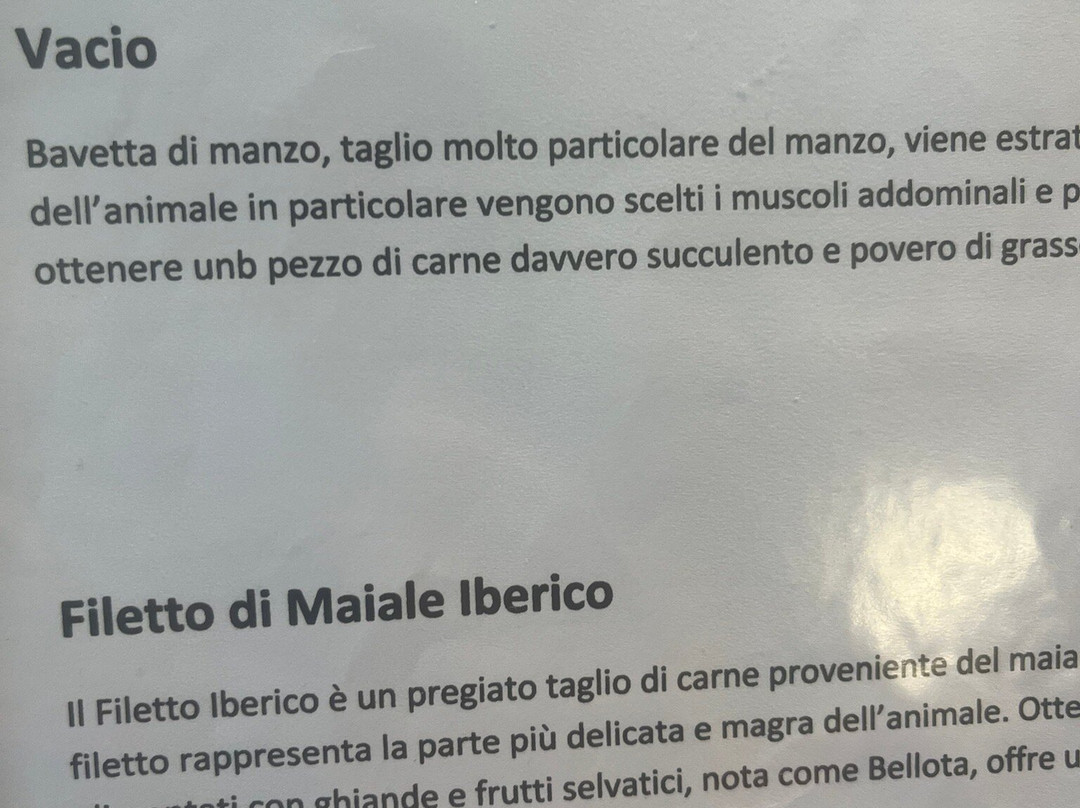 Vacio
Bavetta di manzo, taglio molto particolare del manzo, viene estrat
dell'animale in particolare vengono scelti i muscoli addominali e p
ottenere unb pezzo di carne davvero succulento e povero di grass
Filetto di Maiale Iberico
Il Filetto Iberico è un pregiato taglio di carne proveniente del maia
filetto rappresenta la parte più delicata e magra dell'animale. Otte
con ghiande e frutti selvatici, nota come Bellota, offre u